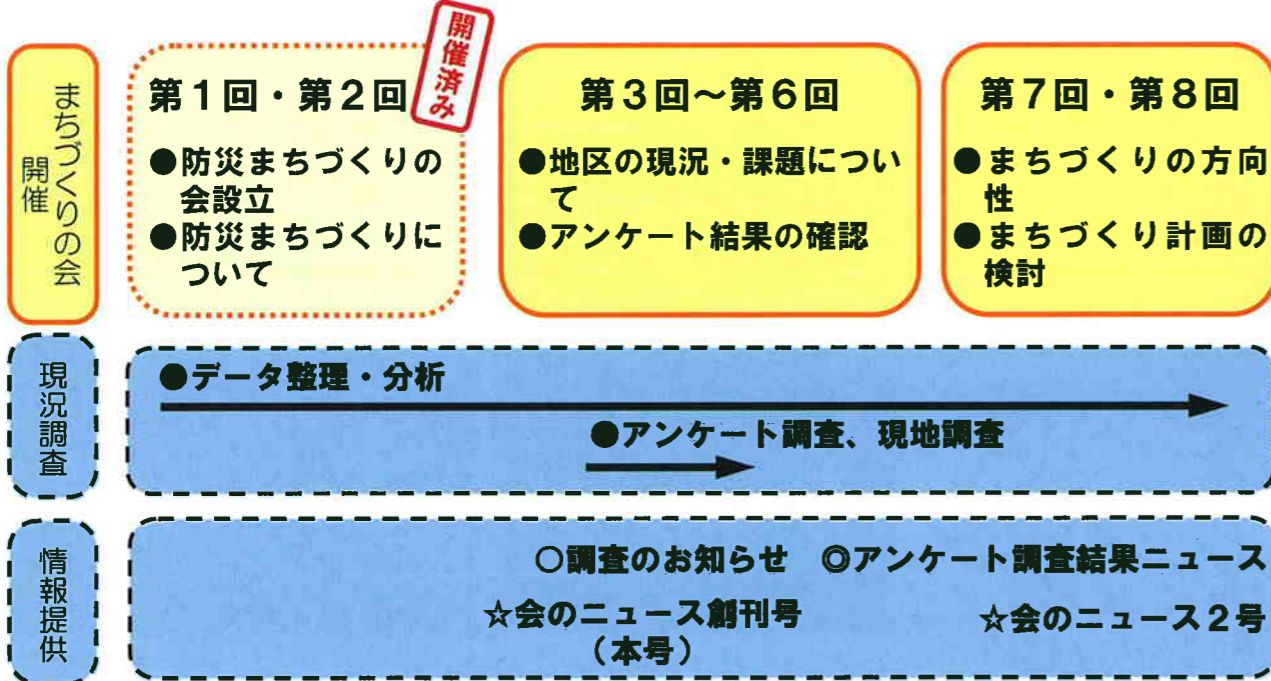 まちづくりの会
開催
開催済み
第1回・第2回
●防災まちづくりの
会設立
●防災まちづくりに
ついて
第3回～第6回
●地区の現況・課題につい
て
●アンケート結果の確認
第7回・第8回
●まちづくりの方向
性
●まちづくり計画の
検討
現況調査
●データ整理・分析
●アンケート調査、現地調査
情報提供
○調査のお知らせ　◎アンケート調査結果ニュース
☆会のニュース創刊号
（本号）
☆会のニュース2号